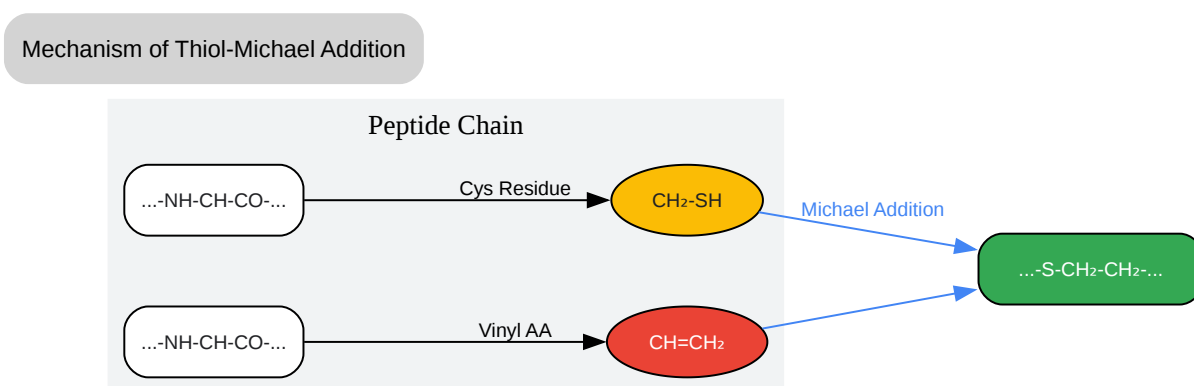 Mechanism of Thiol-Michael Addition
Peptide Chain
...-NH-CH-CO-...
Cys Residue
CH₂-SH
Michael Addition
...-S-CH₂-CH₂-...
...-NH-CH-CO-...
Vinyl AA
CH=CH₂